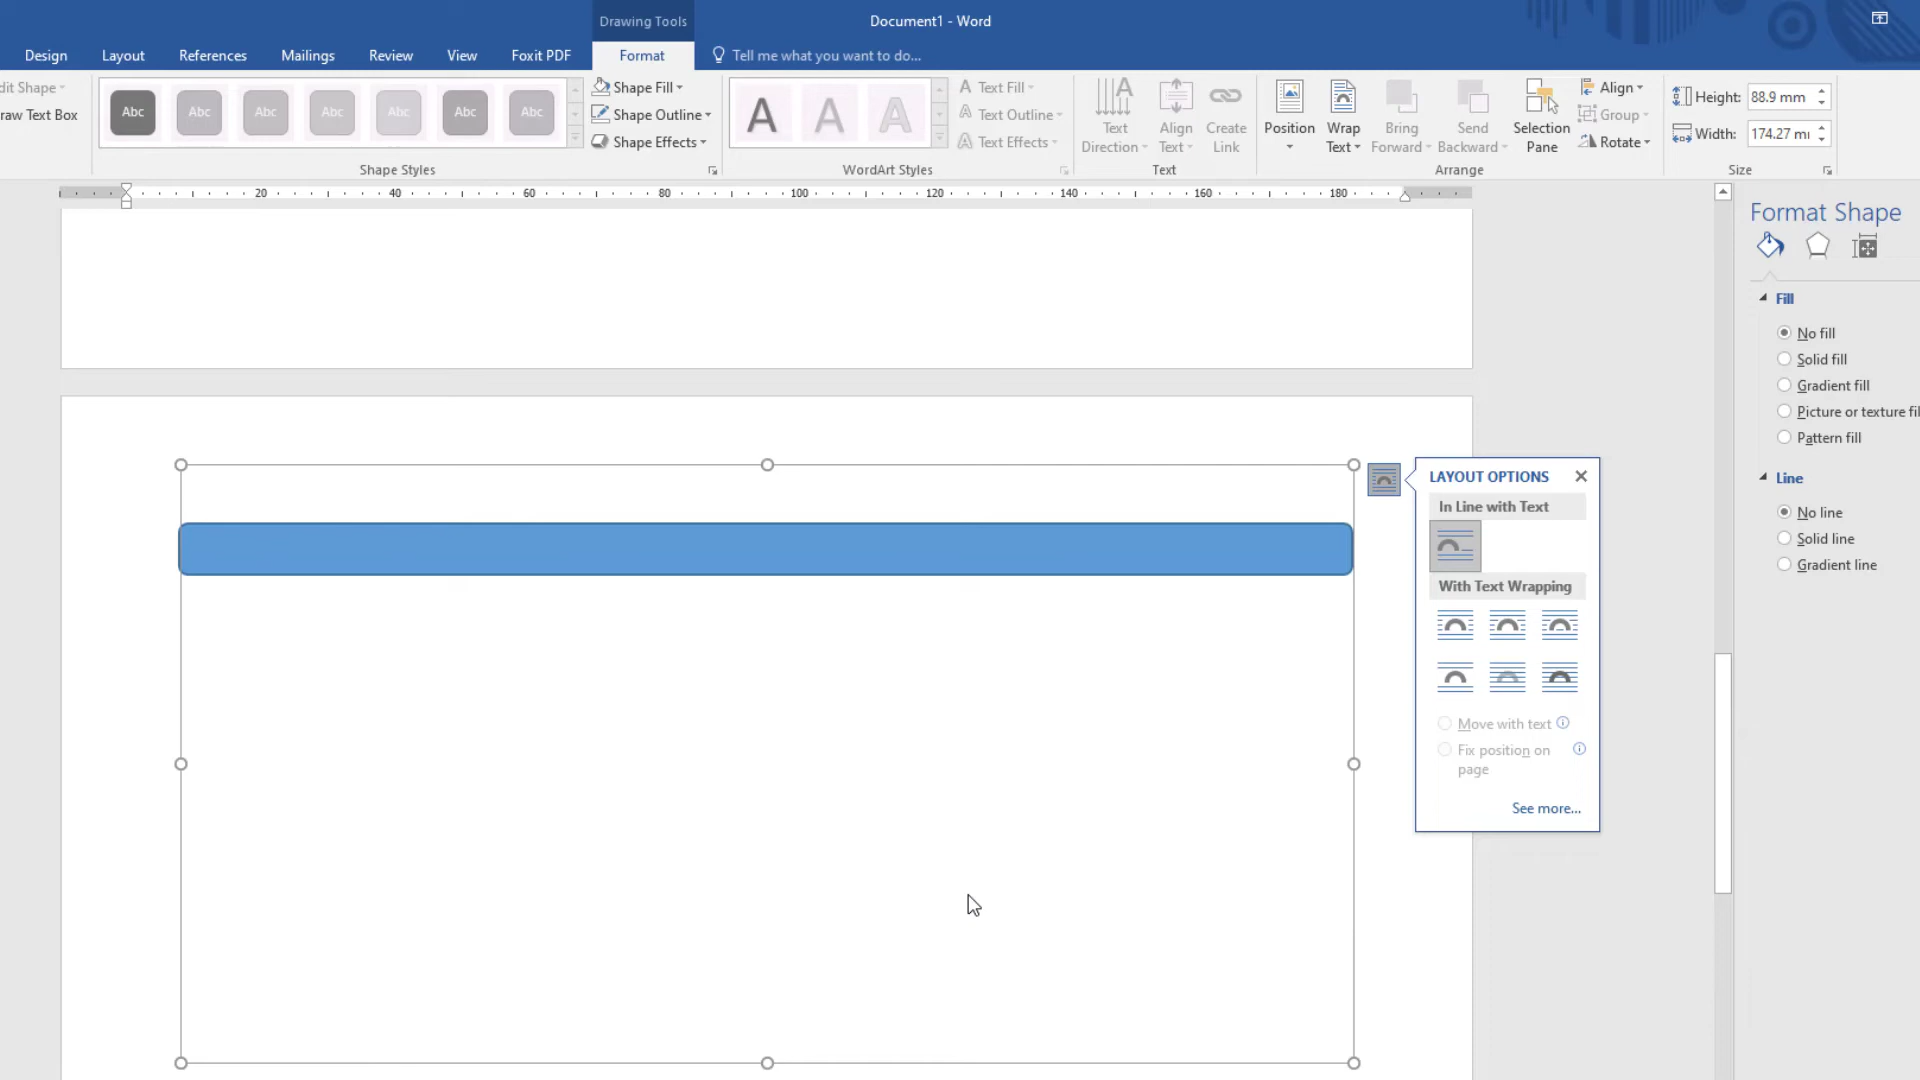 Drawing Tools
Document1 - Word
Design Layout References Mailings Review View Foxit PDF Format Tell me what you want to do...
dit Shape
raw Text Box
Abc Abc Abc Abc Abc Abc Abc
Shape Fill
Shape Outline
Shape Effects
Shape Styles
A A A
WordArt Styles
Text Fill
Text Outline
Text Effects
Text Direction
Align Text
Create Link
Text
Position
Wrap Text
Bring Forward
Send Backward
Selection Pane
Align
Group
Rotate
Arrange
Height: 88.9 mm
Width: 174.27 m
Size
20 40 60 80 100 120 140 160 180
Format Shape
Fill
No fill
Solid fill
Gradient fill
Picture or texture fil
Pattern fill
Line
No line
Solid line
Gradient line
LAYOUT OPTIONS
In Line with Text
With Text Wrapping
Move with text
Fix position on
page
See more...